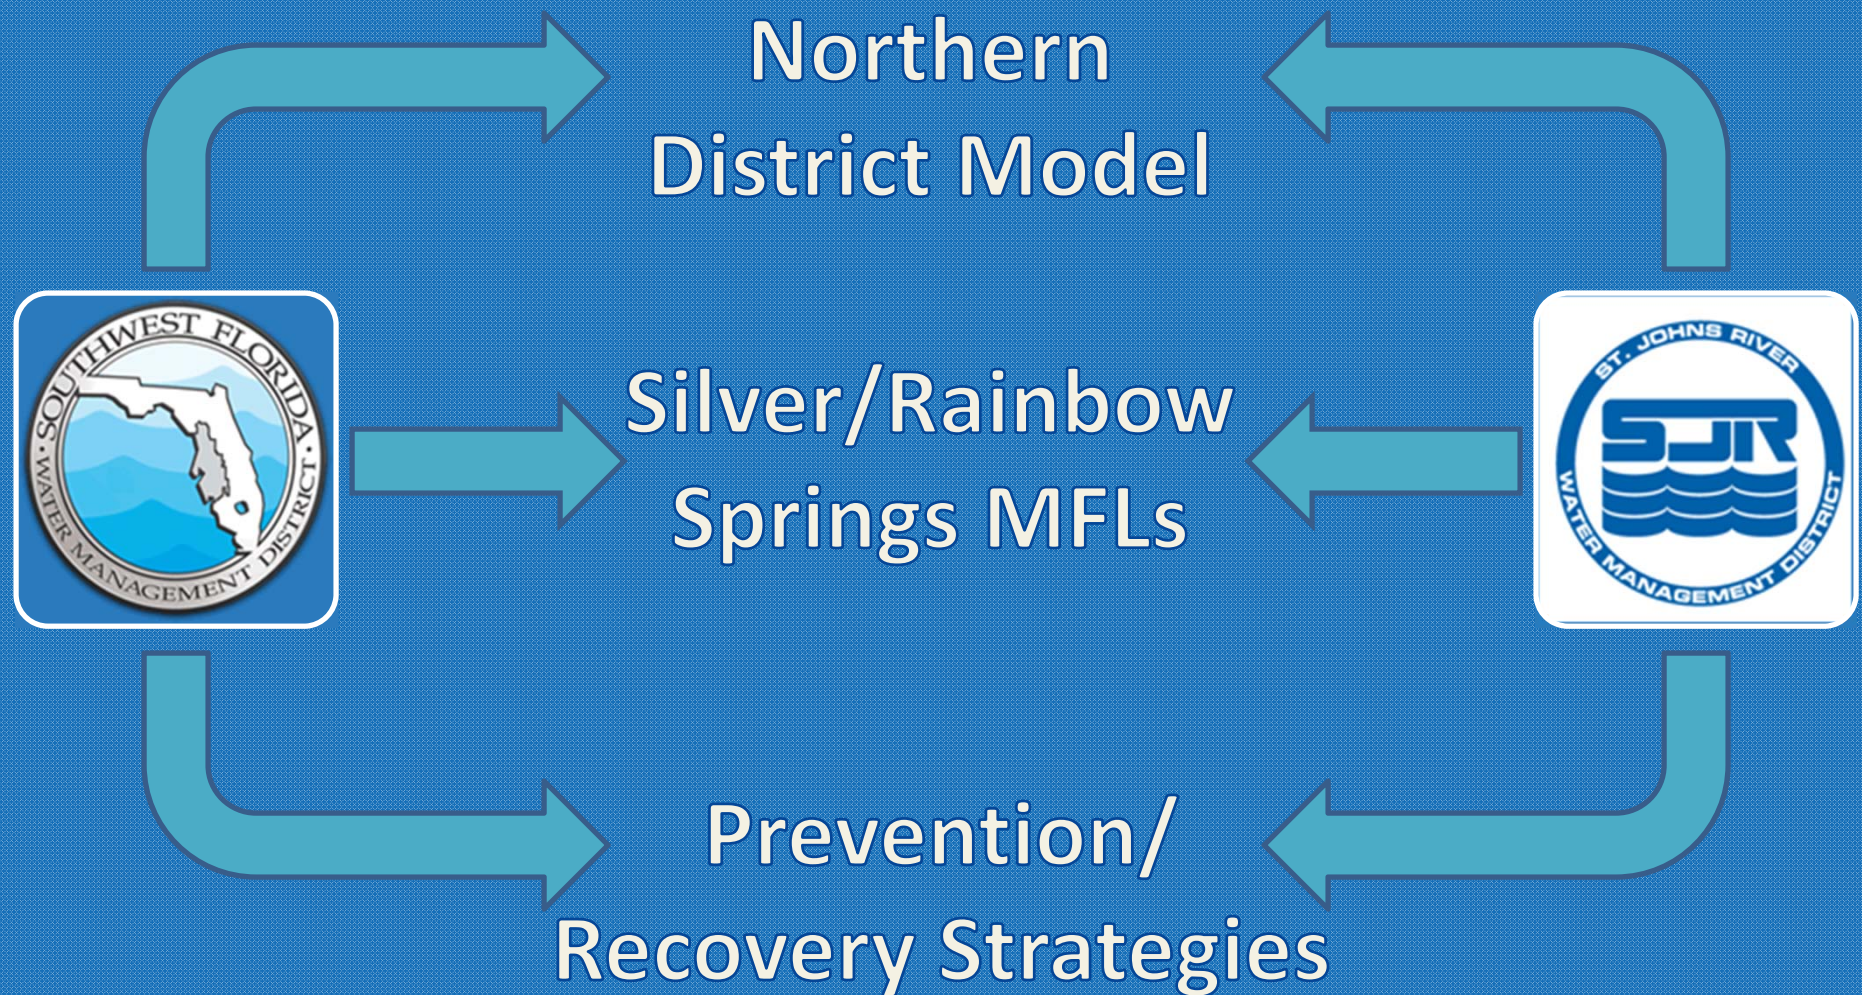 Northern
District Model
SOUTHWEST FLORIDA
WATER MANAGEMENT DISTRICT
Silver/Rainbow
Springs MFLs
ST. JOHNS RIVER
SJR
WATER MANAGEMENT DISTRICT
Prevention/
Recovery Strategies